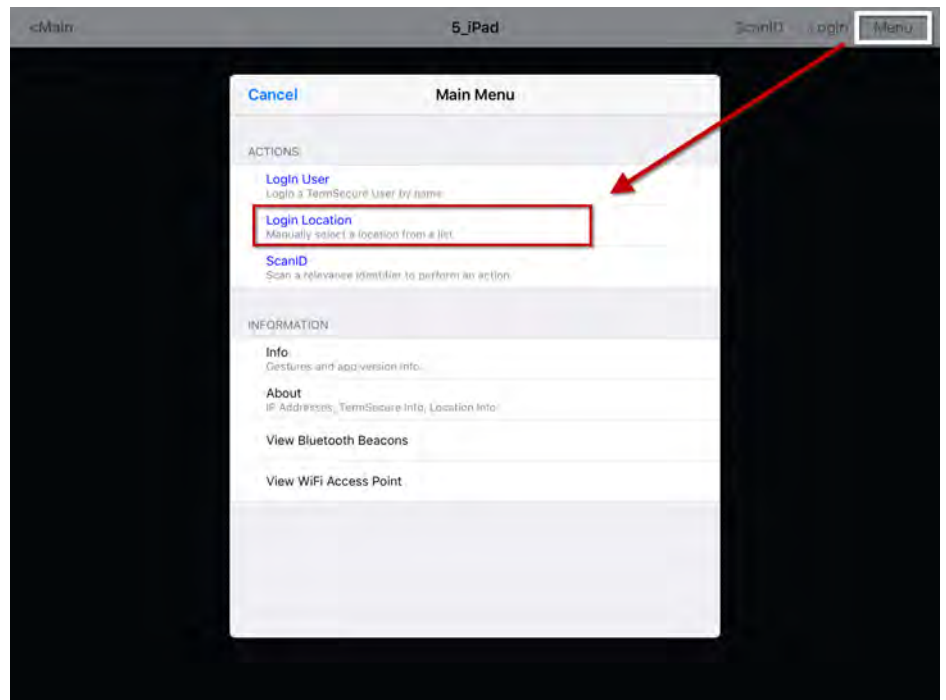 <Main 5_iPad ScanID Login Menu
Cancel Main Menu
ACTIONS
LogIn User
Login a TermSecure User by name
Login Location
Manually select a location from a list
ScanID
Scan a relevance identifier to perform an action
INFORMATION
Info
Gestures and app version info.
About
IP Addresses, TermSecure Info, Location Info
View Bluetooth Beacons
View WiFi Access Point